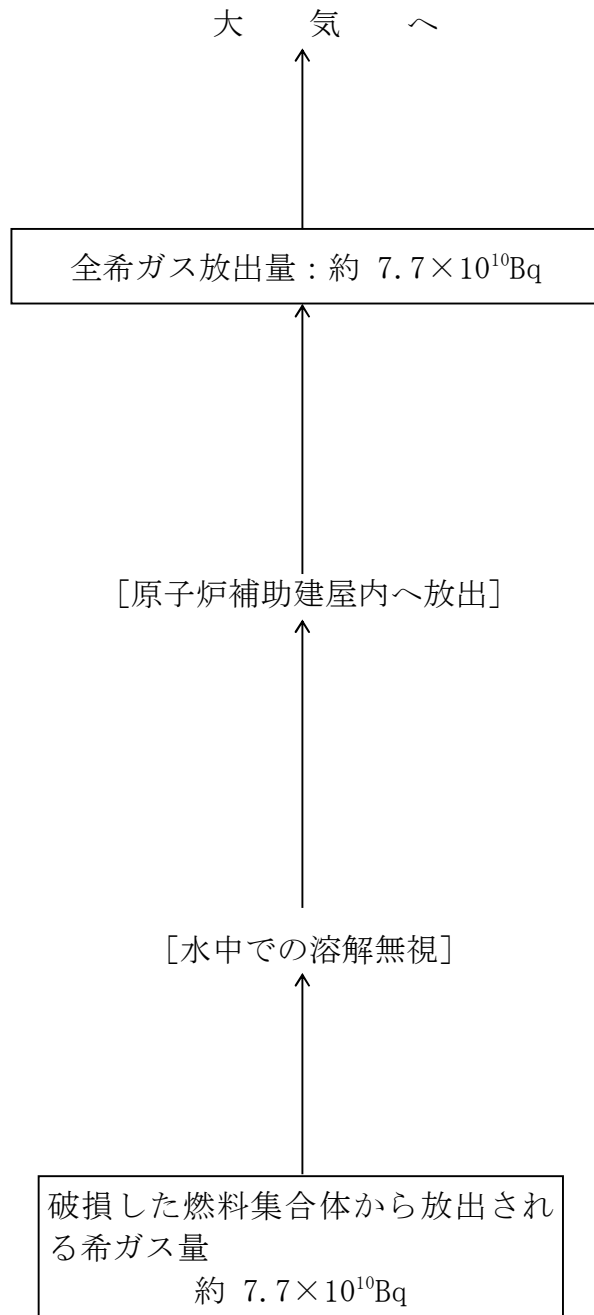 大　気　へ
全希ガス放出量：約 7.7×10¹⁰Bq
［原子炉補助建屋内へ放出］
［水中での溶解無視］
破損した燃料集合体から放出され
る希ガス量
約 7.7×10¹⁰Bq